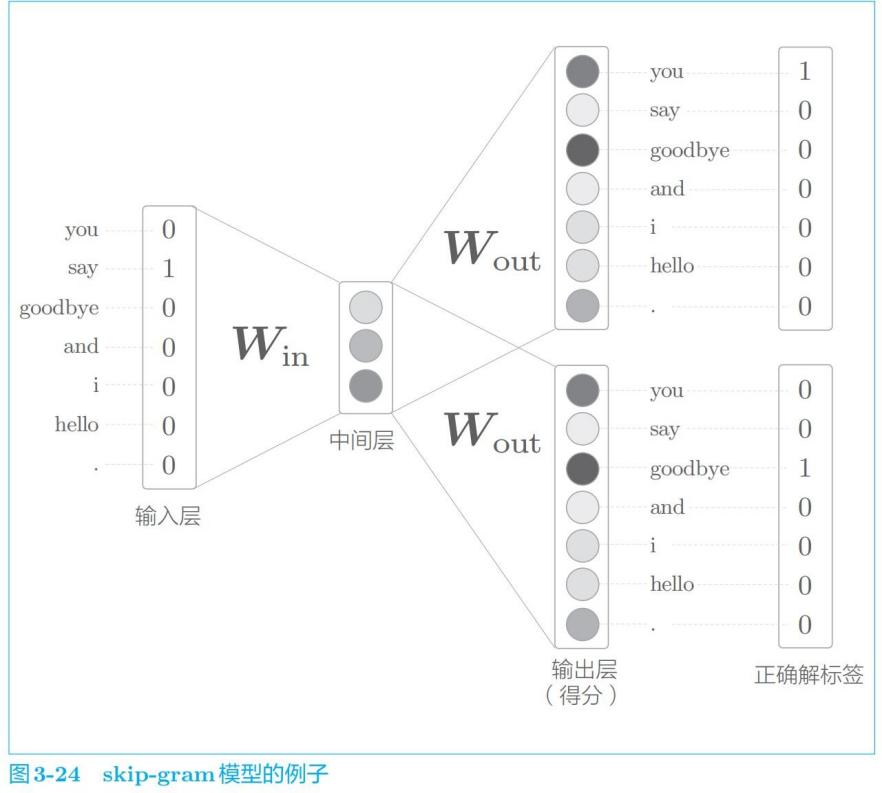 you 0
say 1
goodbye 0
and 0
i 0
hello 0
. 0
输入层
W in
中间层
W out
you 1
say 0
goodbye 0
and 0
i 0
hello 0
. 0
W out
you 0
say 0
goodbye 1
and 0
i 0
hello 0
. 0
输出层
（得分）
正确解标签
图3-24 skip-gram模型的例子